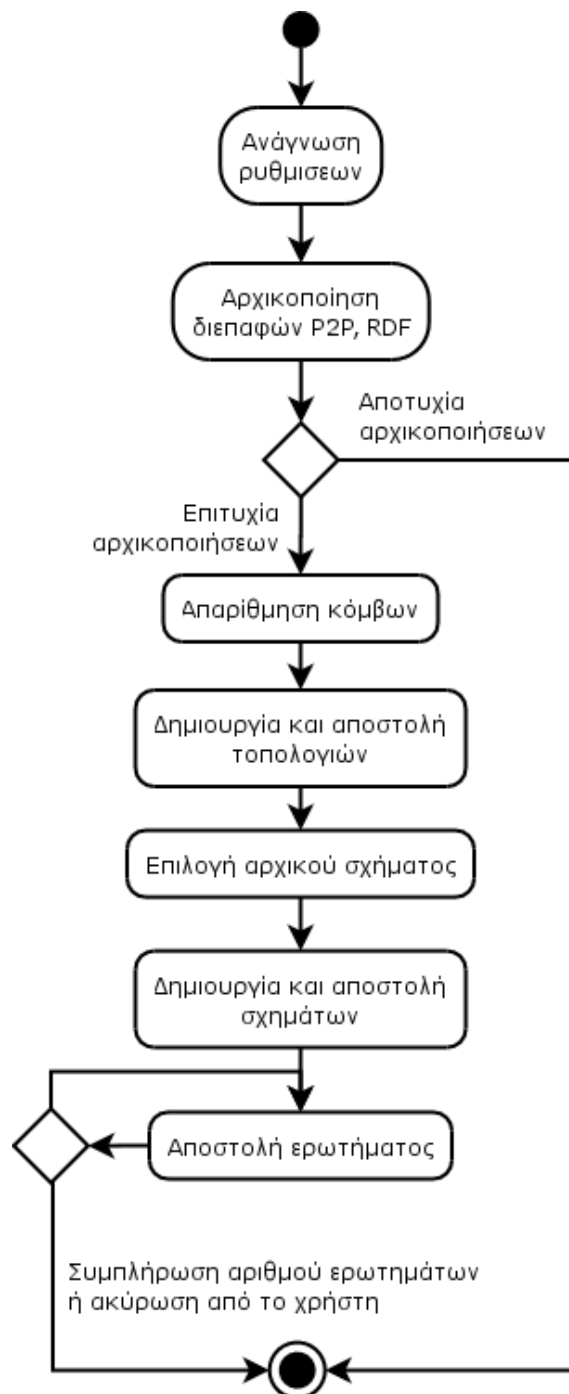 Ανάγνωση
ρυθμισεων
Αρχικοποίηση
διεπαφών P2P, RDF
Αποτυχία
αρχικοποιήσεων
Επιτυχία
αρχικοποιήσεων
Απαρίθμηση κόμβων
Δημιουργία και αποστολή
τοπολογιών
Επιλογή αρχικού σχήματος
Δημιουργία και αποστολή
σχημάτων
Αποστολή ερωτήματος
Συμπλήρωση αριθμού ερωτημάτων
ή ακύρωση από το χρήστη